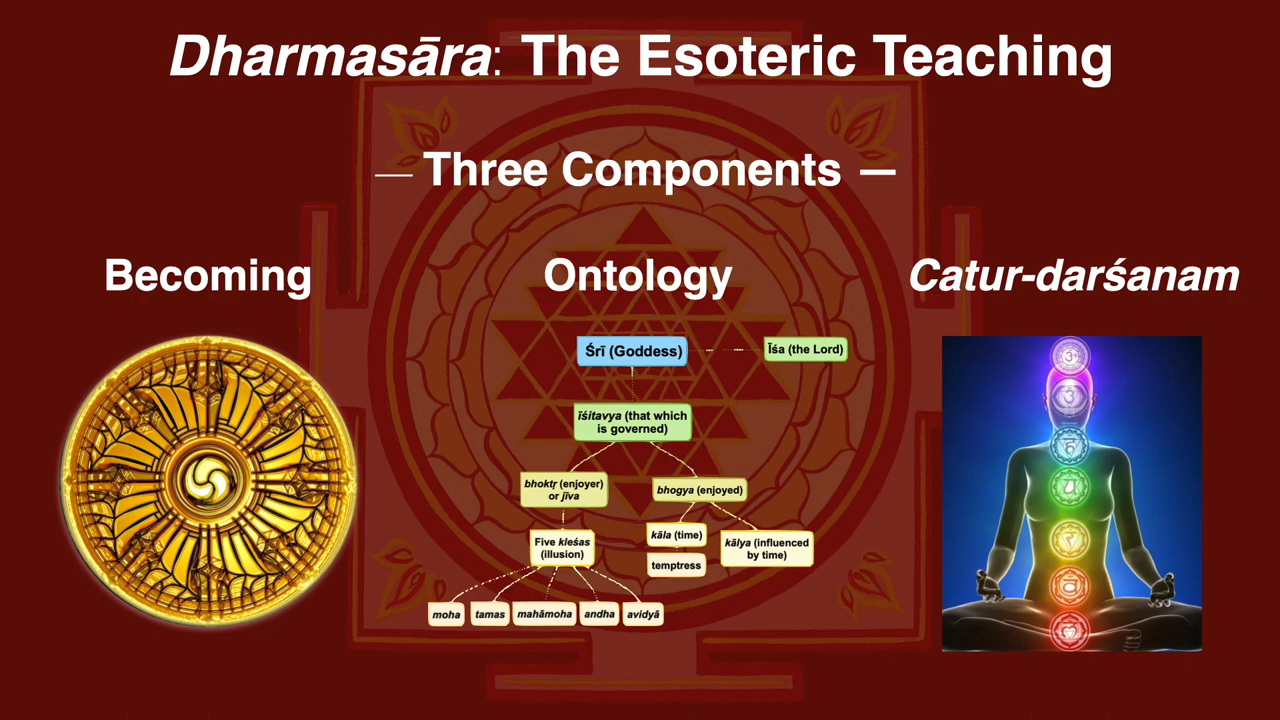 Dharmasāra: The Esoteric Teaching
— Three Components —
Becoming
Ontology
Catur-darśanam
Śrī (Goddess)
Īśa (the Lord)
īśitavya (that which
is governed)
bhoktṛ (enjoyer)
or jīva
bhogya (enjoyed)
Five kleśas
(illusion)
kāla (time)
temptress
kālya (influenced
by time)
moha
tamas
mahāmoha
andha
avidyā